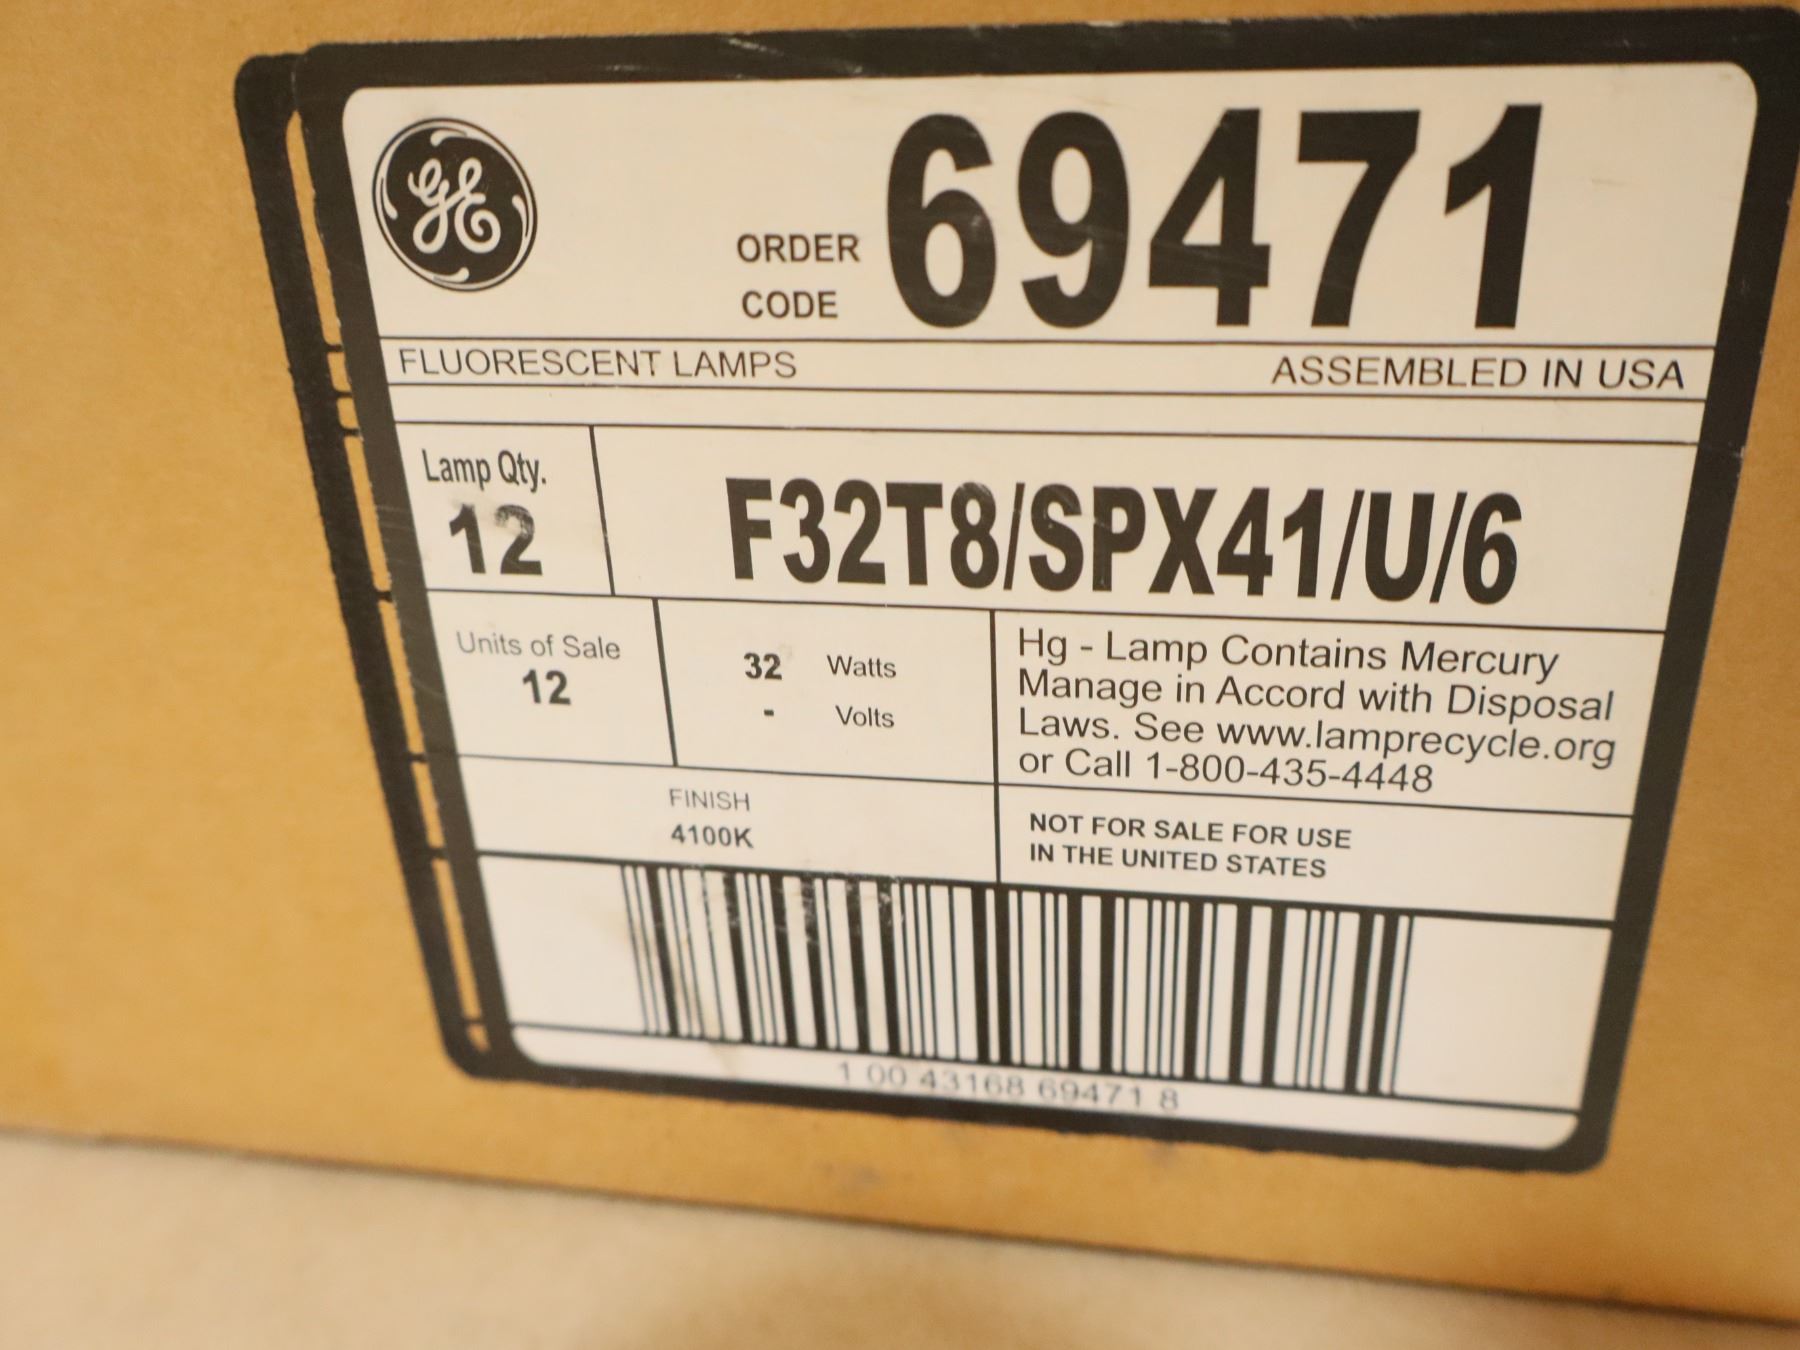 GE
ORDER CODE 69471
FLUORESCENT LAMPS ASSEMBLED IN USA
Lamp Qty.
12
F32T8/SPX41/U/6
Units of Sale
12
32 Watts
- Volts
Hg - Lamp Contains Mercury
Manage in Accord with Disposal
Laws. See www.lamprecycle.org
or Call 1-800-435-4448
FINISH
4100K
NOT FOR SALE FOR USE
IN THE UNITED STATES
1 00 43168 69471 8